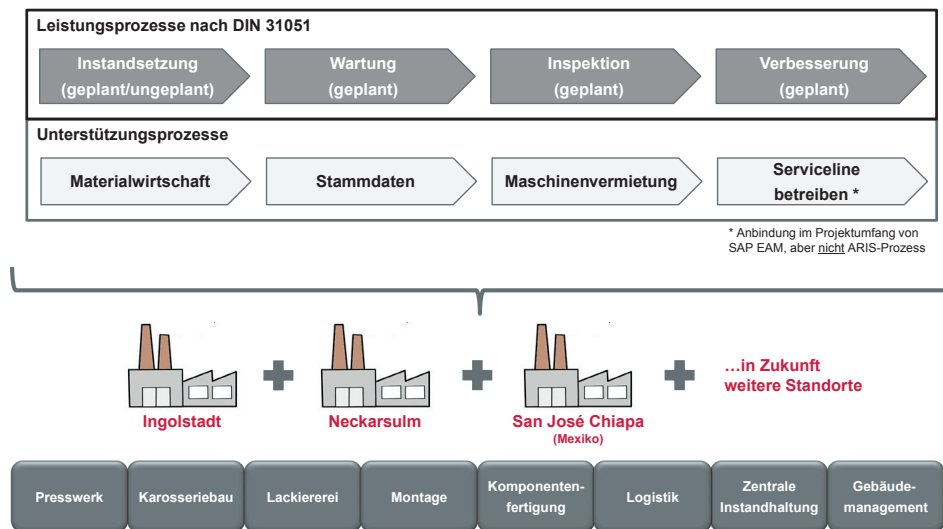 Leistungsprozesse nach DIN 31051
Instandsetzung
(geplant/ungeplant)
Wartung
(geplant)
Inspektion
(geplant)
Verbesserung
(geplant)
Unterstützungsprozesse
Materialwirtschaft
Stammdaten
Maschinenvermietung
Serviceline
betreiben *
* Anbindung im Projektumfang von
SAP EAM, aber nicht ARIS-Prozess
Ingolstadt
Neckarsulm
San José Chiapa
(Mexiko)
…in Zukunft
weitere Standorte
Presswerk
Karosseriebau
Lackiererei
Montage
Komponenten-
fertigung
Logistik
Zentrale
Instandhaltung
Gebäude-
management